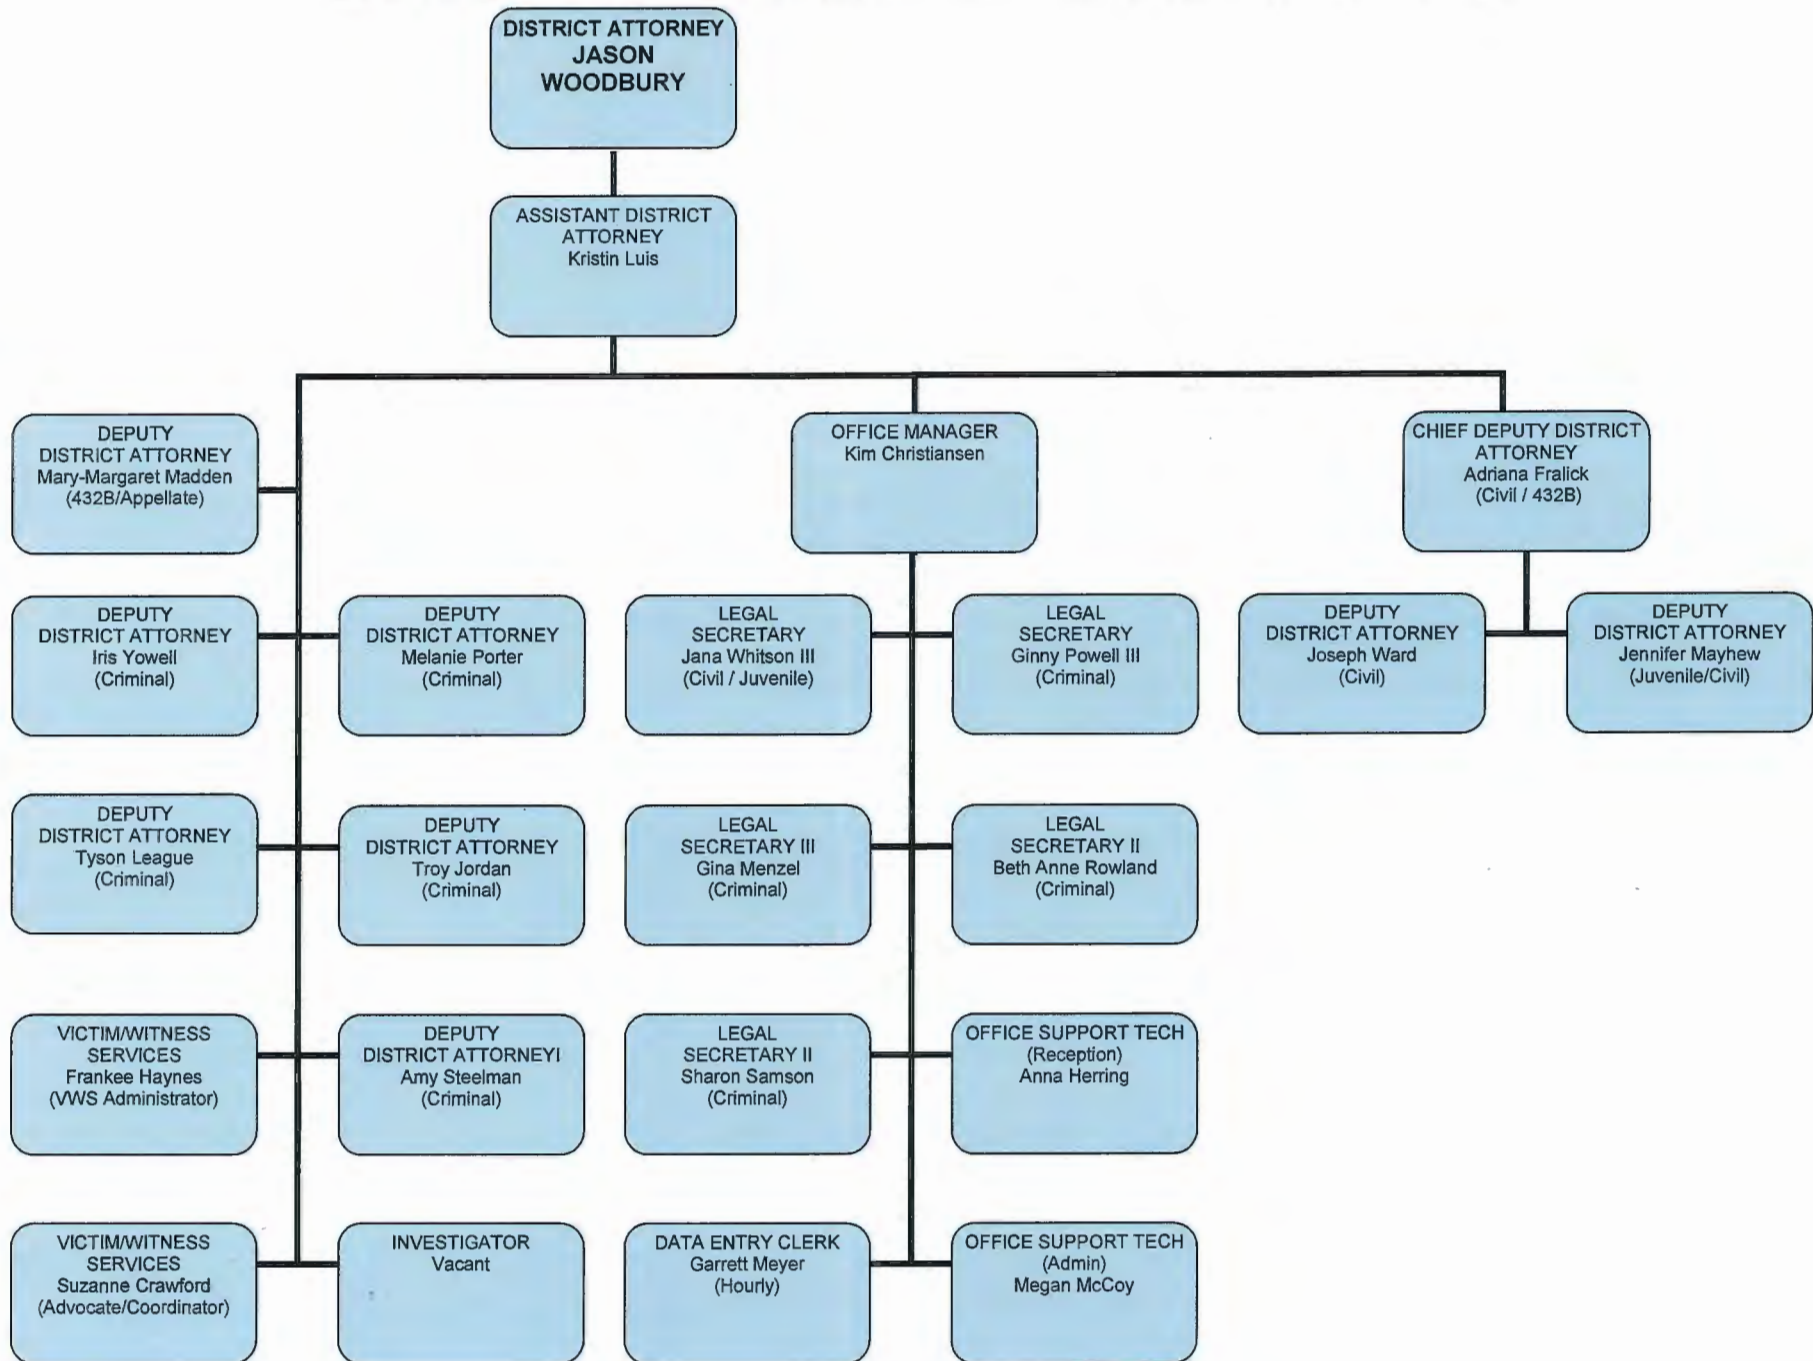 DISTRICT ATTORNEY
JASON
WOODBURY
ASSISTANT DISTRICT
ATTORNEY
Kristin Luis
DEPUTY
DISTRICT ATTORNEY
Mary-Margaret Madden
(432B/Appellate)
OFFICE MANAGER
Kim Christiansen
CHIEF DEPUTY DISTRICT
ATTORNEY
Adriana Fralick
(Civil / 432B)
DEPUTY
DISTRICT ATTORNEY
Iris Yowell
(Criminal)
DEPUTY
DISTRICT ATTORNEY
Melanie Porter
(Criminal)
LEGAL
SECRETARY
Jana Whitson III
(Civil / Juvenile)
LEGAL
SECRETARY
Ginny Powell III
(Criminal)
DEPUTY
DISTRICT ATTORNEY
Joseph Ward
(Civil)
DEPUTY
DISTRICT ATTORNEY
Jennifer Mayhew
(Juvenile/Civil)
DEPUTY
DISTRICT ATTORNEY
Tyson League
(Criminal)
DEPUTY
DISTRICT ATTORNEY
Troy Jordan
(Criminal)
LEGAL
SECRETARY III
Gina Menzel
(Criminal)
LEGAL
SECRETARY II
Beth Anne Rowland
(Criminal)
VICTIM/WITNESS
SERVICES
Frankee Haynes
(VWS Administrator)
DEPUTY
DISTRICT ATTORNEYI
Amy Steelman
(Criminal)
LEGAL
SECRETARY II
Sharon Samson
(Criminal)
OFFICE SUPPORT TECH
(Reception)
Anna Herring
VICTIM/WITNESS
SERVICES
Suzanne Crawford
(Advocate/Coordinator)
INVESTIGATOR
Vacant
DATA ENTRY CLERK
Garrett Meyer
(Hourly)
OFFICE SUPPORT TECH
(Admin)
Megan McCoy